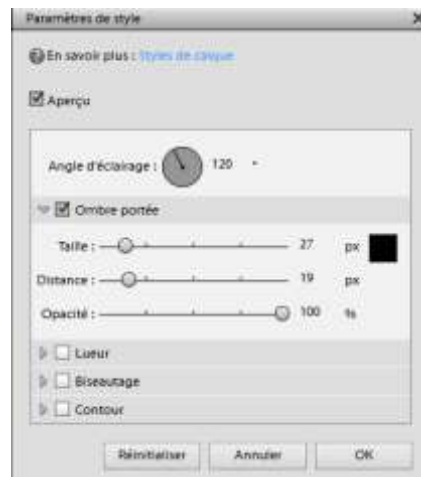 Paramètres de style
En savoir plus : Styles de calque
Aperçu
Angle d'éclairage : 120 °
Ombre portée
Taille : 27 px
Distance : 19 px
Opacité : 100 %
Lueur
Biseautage
Contour
Réinitialiser Annuler OK